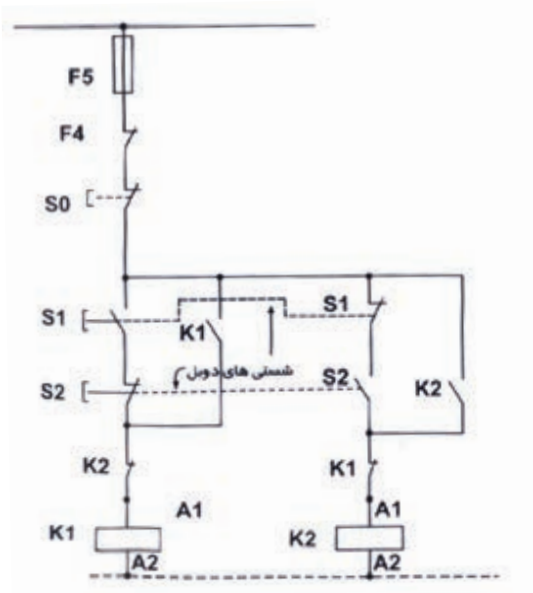 F5
F4
S0
S1 K1 S1
شستی های دوبل
S2 S2 K2
K2 K1
A1 A1
K1 K2
A2 A2